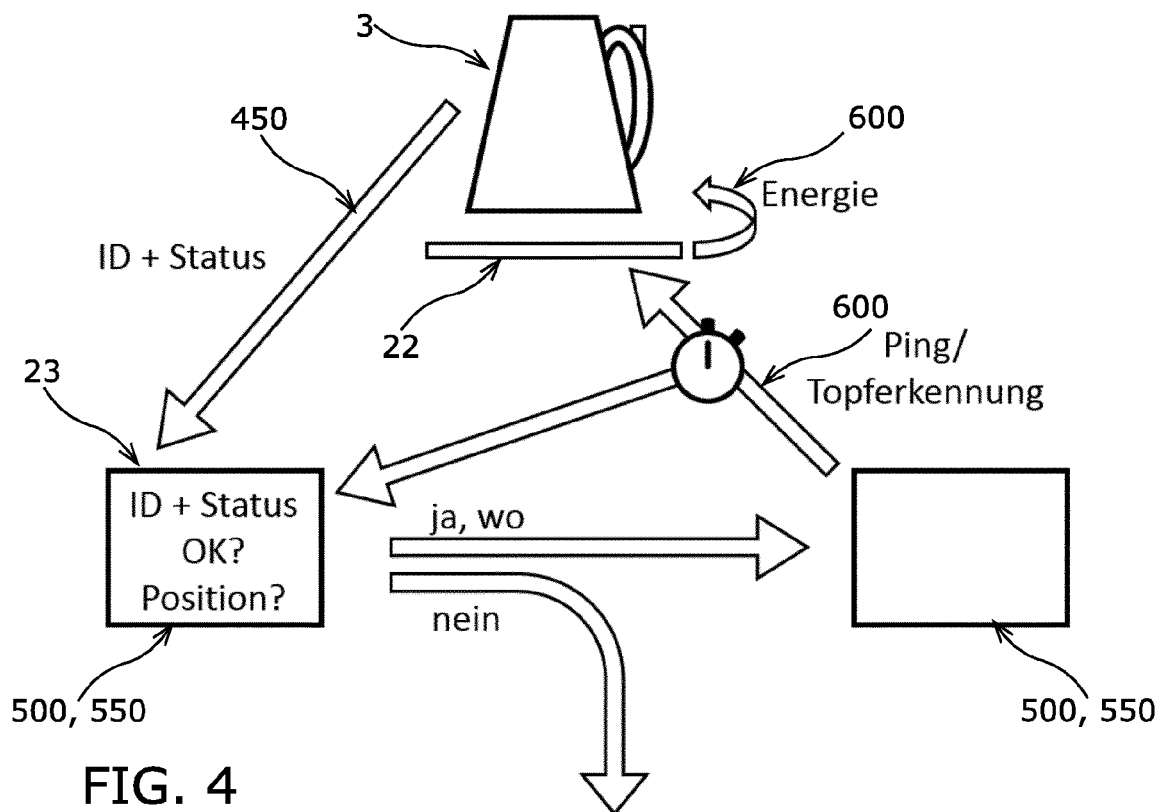 3
450
600
Energie
ID + Status
22
600
Ping/
Topferkennung
23
ID + Status
OK?
Position?
ja, wo
nein
500, 550
500, 550
FIG. 4